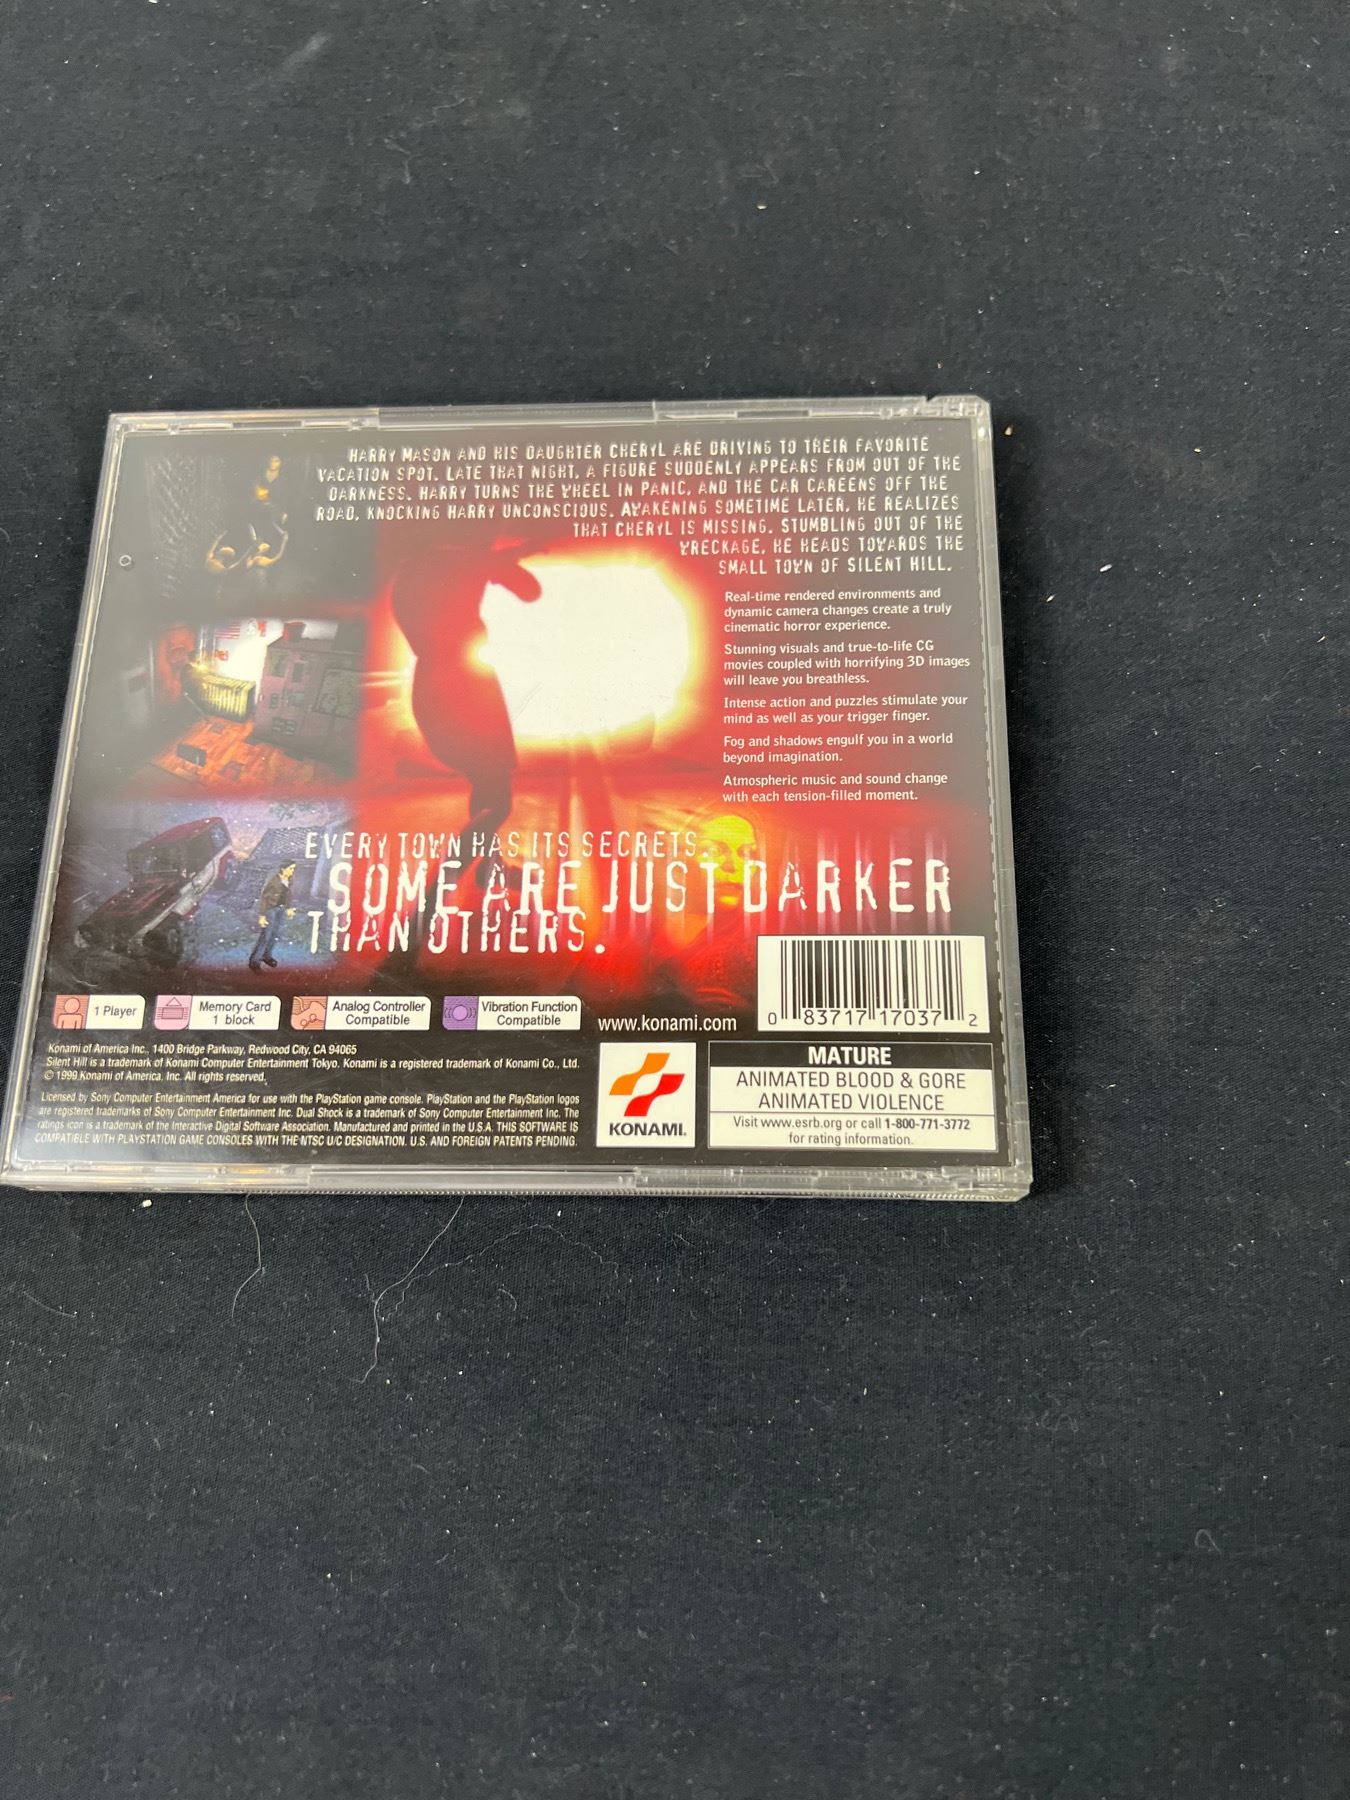 HARRY MASON AND HIS DAUGHTER CHERYL ARE DRIVING TO THEIR FAVORITE
VACATION SPOT. LATE THAT NIGHT, A FIGURE SUDDENLY APPEARS FROM OUT OF THE
DARKNESS. HARRY TURNS THE WHEEL IN PANIC, AND THE CAR CAREENS OFF THE
ROAD, KNOCKING HARRY UNCONSCIOUS. AWAKENING SOMETIME LATER, HE REALIZES
THAT CHERYL IS MISSING. STUMBLING OUT OF THE
WRECKAGE, HE HEADS TOWARDS THE
SMALL TOWN OF SILENT HILL.
Real-time rendered environments and
dynamic camera changes create a truly
cinematic horror experience.
Stunning visuals and true-to-life CG
movies coupled with horrifying 3D images
will leave you breathless.
Intense action and puzzles stimulate your
mind as well as your trigger finger.
Fog and shadows engulf you in a world
beyond imagination.
Atmospheric music and sound change
with each tension-filled moment.
EVERY TOWN HAS ITS SECRETS.
SOME ARE JUST DARKER
THAN OTHERS.
1 Player
Memory Card
1 block
Analog Controller
Compatible
Vibration Function
Compatible
www.konami.com
0 83717 17037 2
Konami of America Inc., 1400 Bridge Parkway, Redwood City, CA 94065
Silent Hill is a trademark of Konami Computer Entertainment Tokyo. Konami is a registered trademark of Konami Co., Ltd.
© 1999 Konami of America, Inc. All rights reserved.
Licensed by Sony Computer Entertainment America for use with the PlayStation game console. PlayStation and the PlayStation logos
are registered trademarks of Sony Computer Entertainment Inc. Dual Shock is a trademark of Sony Computer Entertainment Inc. The
ratings icon is a trademark of the Interactive Digital Software Association. Manufactured and printed in the U.S.A. THIS SOFTWARE IS
COMPATIBLE WITH PLAYSTATION GAME CONSOLES WITH THE NTSC U/C DESIGNATION. U.S. AND FOREIGN PATENTS PENDING.
KONAMI.
MATURE
ANIMATED BLOOD & GORE
ANIMATED VIOLENCE
Visit www.esrb.org or call 1-800-771-3772
for rating information.